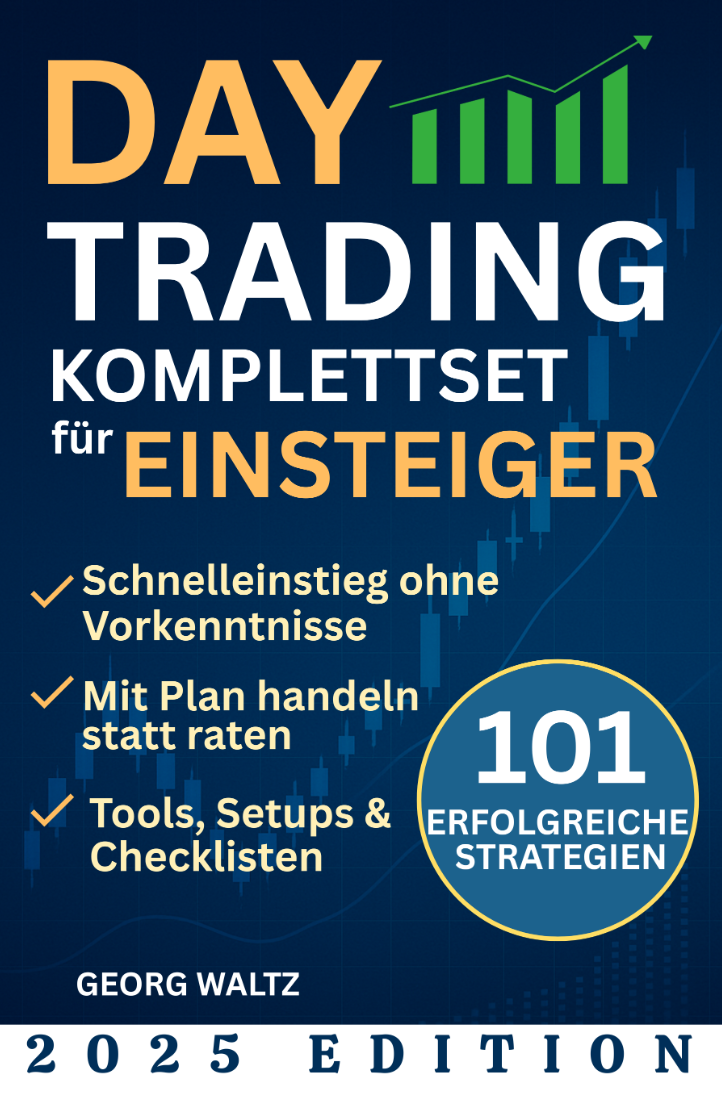 DAY
TRADING
KOMPLETTSET
für EINSTEIGER
Schnelleinstieg ohne
Vorkenntnisse
Mit Plan handeln
statt raten
Tools, Setups &
Checklisten
101
ERFOLGREICHE
STRATEGIEN
GEORG WALTZ
2025 EDITION